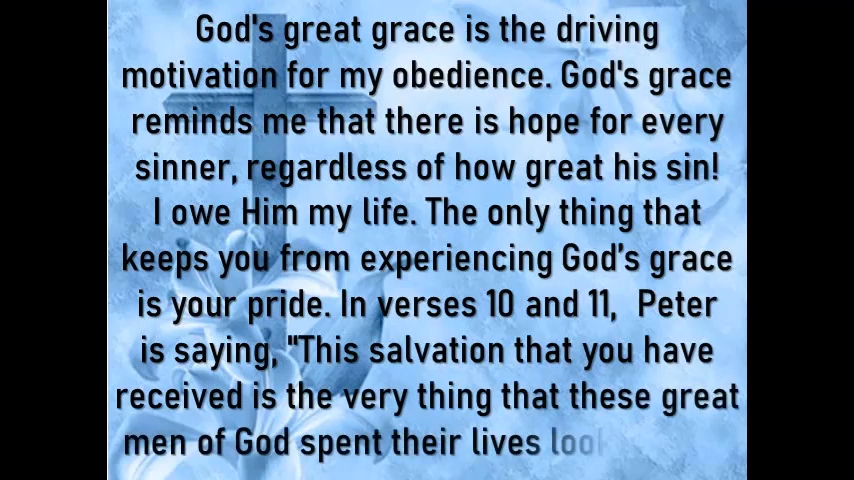 God's great grace is the driving
motivation for my obedience. God's grace
reminds me that there is hope for every
sinner, regardless of how great his sin!
I owe Him my life. The only thing that
keeps you from experiencing God's grace
is your pride. In verses 10 and 11, Peter
is saying, "This salvation that you have
received is the very thing that these great
men of God spent their lives